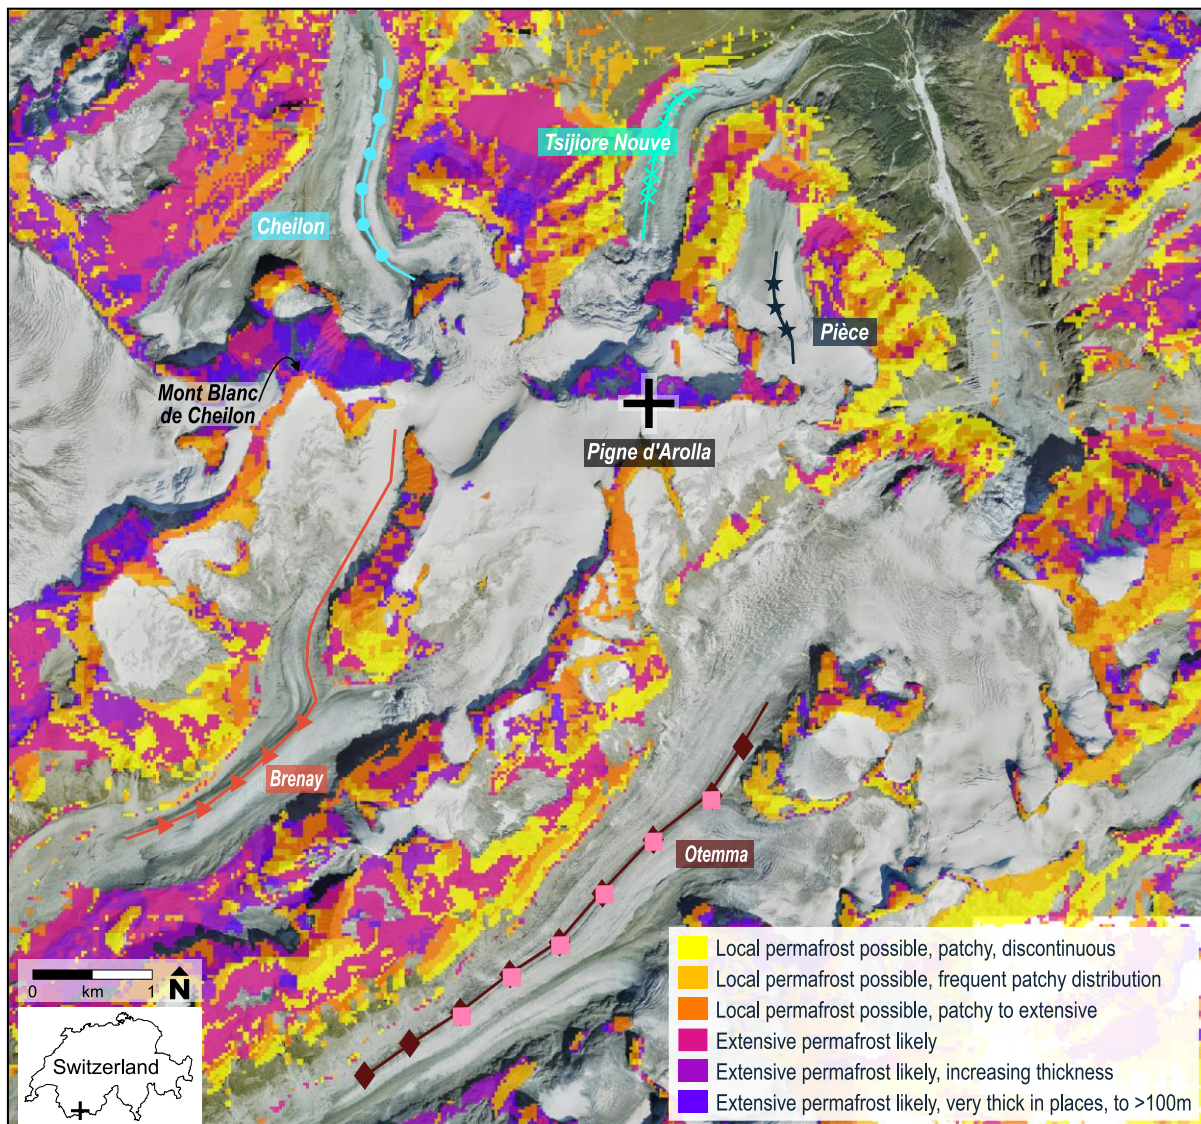 Tsijiore Nouve
Cheilon
Pièce
Mont Blanc
de Cheilon
Pigne d'Arolla
Brenay
Otemma
Local permafrost possible, patchy, discontinuous
Local permafrost possible, frequent patchy distribution
Local permafrost possible, patchy to extensive
Extensive permafrost likely
Extensive permafrost likely, increasing thickness
Extensive permafrost likely, very thick in places, to >100m
0 km 1 N
Switzerland